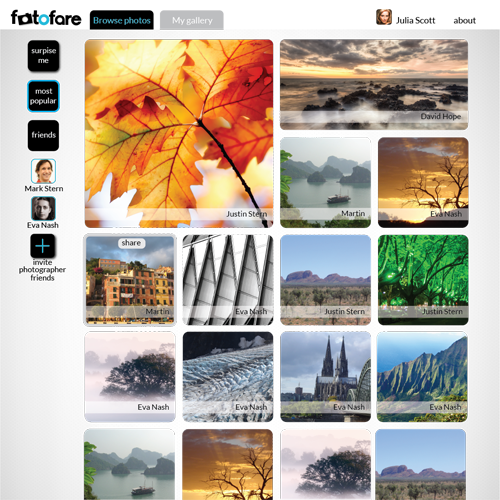 fotofare
Browse photos
My gallery
Julia Scott
about
surpise
me
most
popular
friends
Mark Stern
Eva Nash
invite
photographer
friends
Justin Stern
David Hope
Martin
Eva Nash
share
Martin
Eva Nash
Justin Stern
Justin Stern
Eva Nash
Eva Nash
Eva Nash
Eva Nash